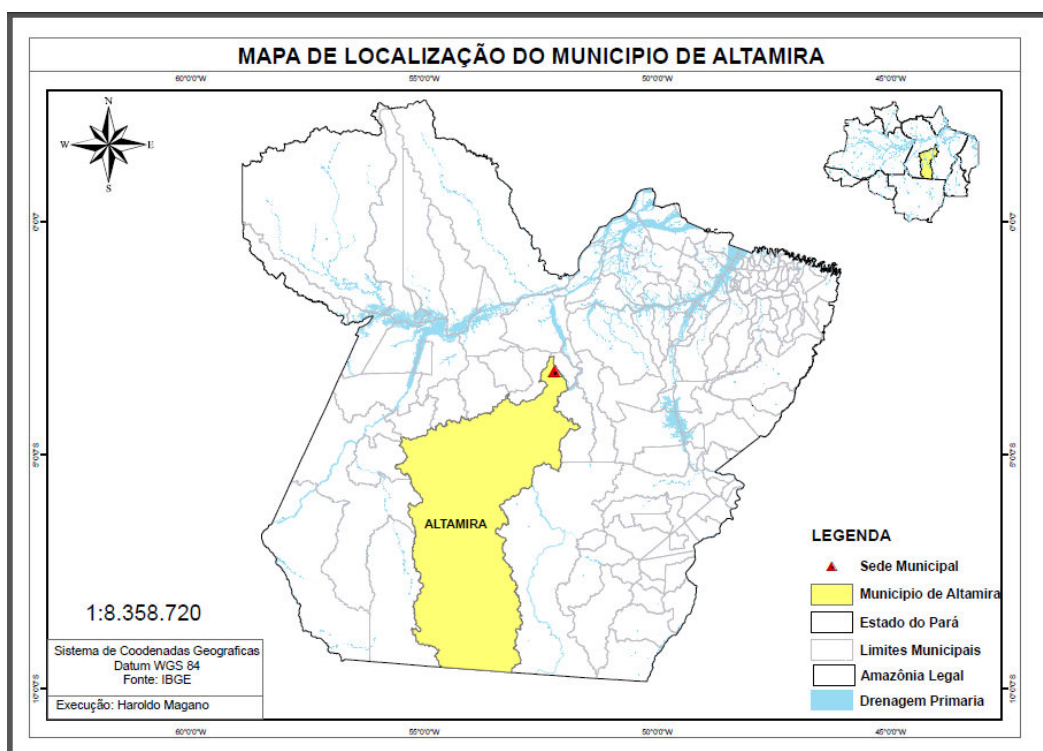 MAPA DE LOCALIZAÇÃO DO MUNICIPIO DE ALTAMIRA
60°0'0"W 55°0'0"W 50°0'0"W 45°0'0"W
N
W E
S
0°0'0" 0°0'0"
5°0'0"S 5°0'0"S
10°0'0"S 10°0'0"S
ALTAMIRA
LEGENDA
Sede Municipal
Município de Altamira
Estado do Pará
Limites Municipais
Amazônia Legal
Drenagem Primaria
1:8.358.720
Sistema de Coodenadas Geograficas
Datum WGS 84
Fonte: IBGE
Execução: Haroldo Magano
60°0'0"W 55°0'0"W 50°0'0"W 45°0'0"W